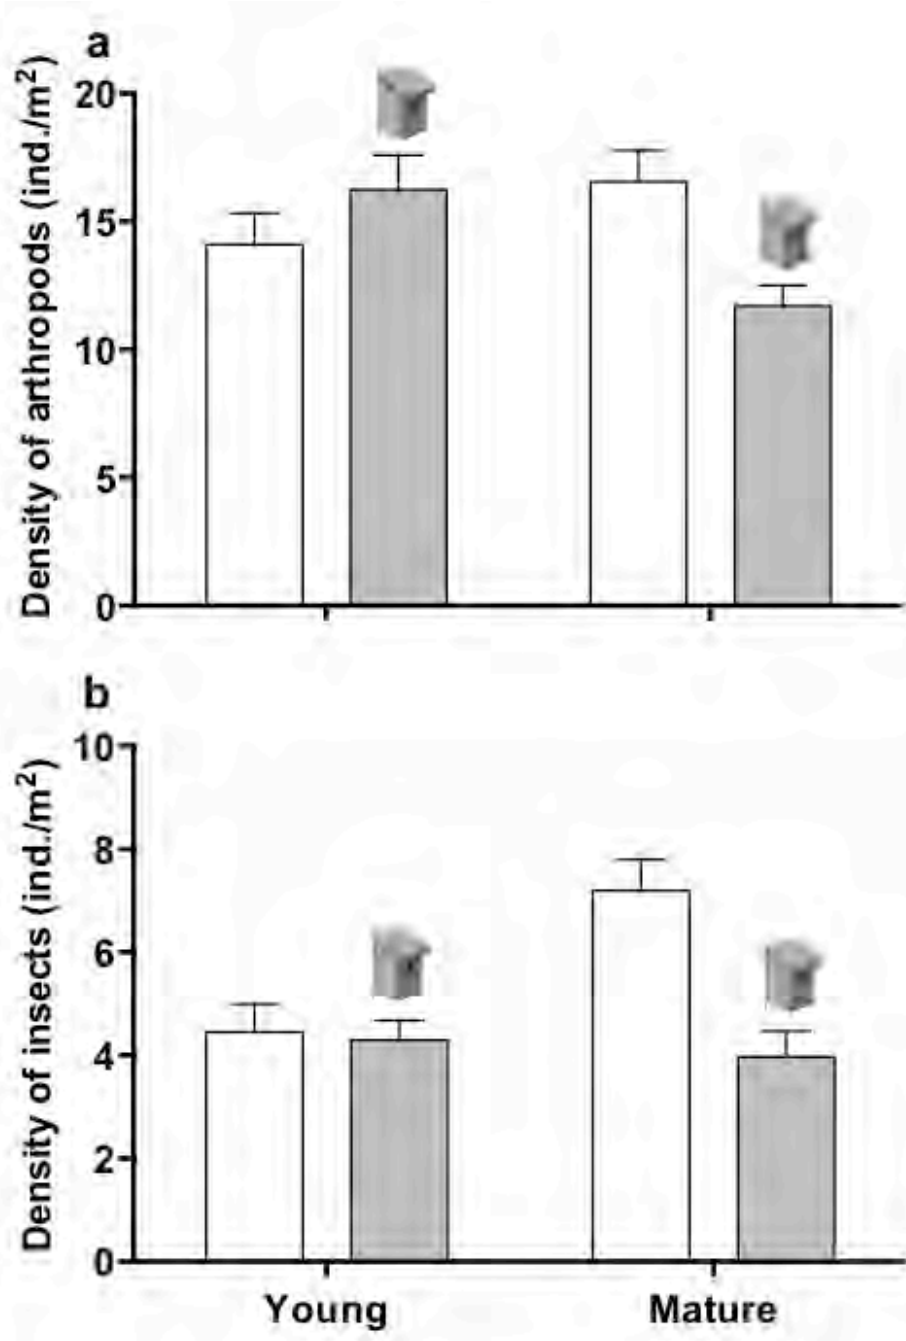 a
Density of arthropods (ind./m²)
20
15
10
5
0
b
Density of insects (ind./m²)
10
8
6
4
2
0
Young Mature